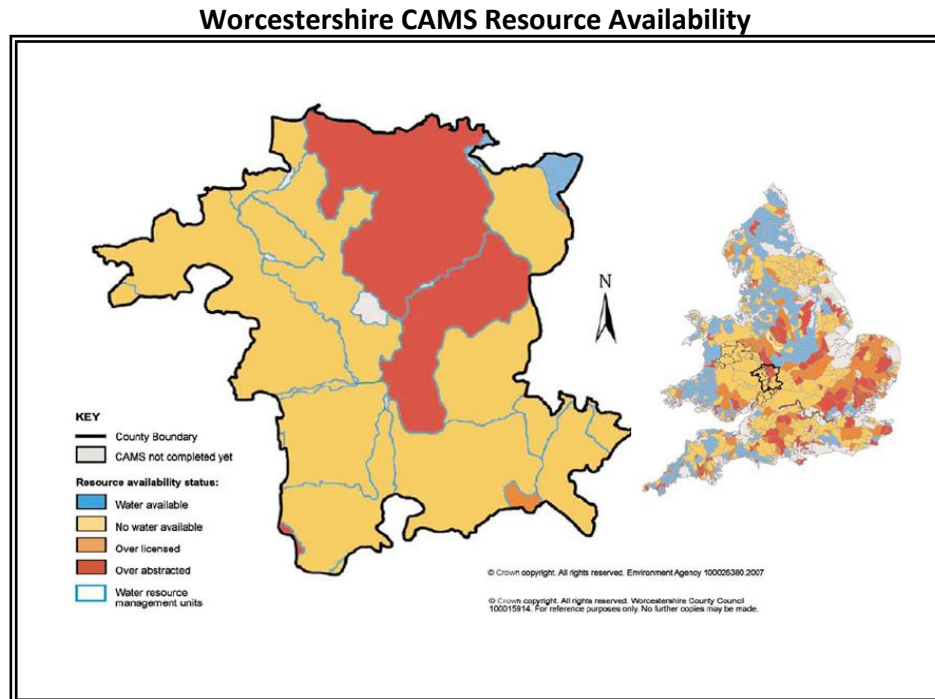 Worcestershire CAMS Resource Availability
N
KEY
County Boundary
CAMS not completed yet
Resource availability status:
Water available
No water available
Over licensed
Over abstracted
Water resource
management units
© Crown copyright. All rights reserved. Environment Agency 100026380.2007
© Crown copyright. All rights reserved. Worcestershire County Council
100015914. For reference purposes only. No further copies may be made.